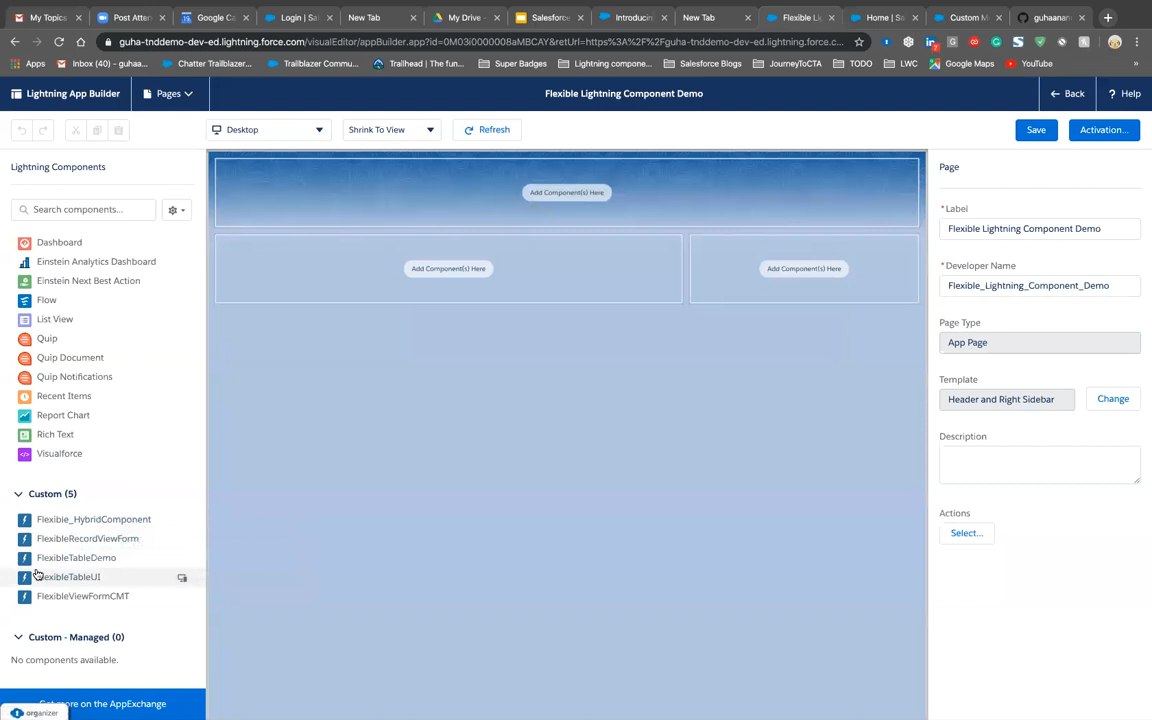 My Topics
Post Atten
Google Ca
Login | Sal
New Tab
My Drive -
Salesforce
Introducin
New Tab
Flexible Li
Home | Sa
Custom Me
guhaanan
guha-tnddemo-dev-ed.lightning.force.com/visualEditor/appBuilder.app?id=0M03i0000008aMBCAY&retUrl=https%3A%2F%2Fguha-tnddemo-dev-ed.lightning.force.c...
Apps
Inbox (40) - guhaa...
Chatter Trailblazer...
Trailblazer Commu...
Trailhead | The fun...
Super Badges
Lightning compone...
Salesforce Blogs
JourneyToCTA
TODO
LWC
Google Maps
YouTube
»
Lightning App Builder
Pages
Flexible Lightning Component Demo
Back
? Help
Desktop
Shrink To View
Refresh
Save
Activation...
Lightning Components
Search components...
Dashboard
Einstein Analytics Dashboard
Einstein Next Best Action
Flow
List View
Quip
Quip Document
Quip Notifications
Recent Items
Report Chart
Rich Text
Visualforce
Custom (5)
Flexible_HybridComponent
FlexibleRecordViewForm
FlexibleTableDemo
FlexibleTableUI
FlexibleViewFormCMT
Custom - Managed (0)
No components available.
Get more on the AppExchange
organizer
Add Component(s) Here
Add Component(s) Here
Add Component(s) Here
Page
*Label
Flexible Lightning Component Demo
*Developer Name
Flexible_Lightning_Component_Demo
Page Type
App Page
Template
Header and Right Sidebar
Change
Description
Actions
Select...